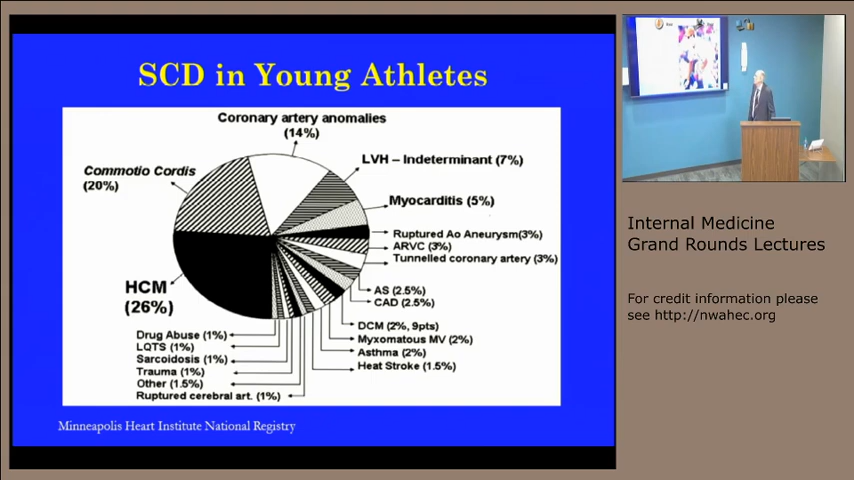 SCD in Young Athletes
Coronary artery anomalies
(14%)
LVH – Indeterminant (7%)
Commotio Cordis
(20%)
Myocarditis (5%)
Ruptured Ao Aneurysm(3%)
ARVC (3%)
Tunnelled coronary artery (3%)
HCM
(26%)
AS (2.5%)
CAD (2.5%)
DCM (2%, 9pts)
Myxomatous MV (2%)
Asthma (2%)
Heat Stroke (1.5%)
Drug Abuse (1%)
LQTS (1%)
Sarcoidosis (1%)
Trauma (1%)
Other (1.5%)
Ruptured cerebral art. (1%)
Minneapolis Heart Institute National Registry
Internal Medicine
Grand Rounds Lectures
For credit information please
see http://nwahec.org